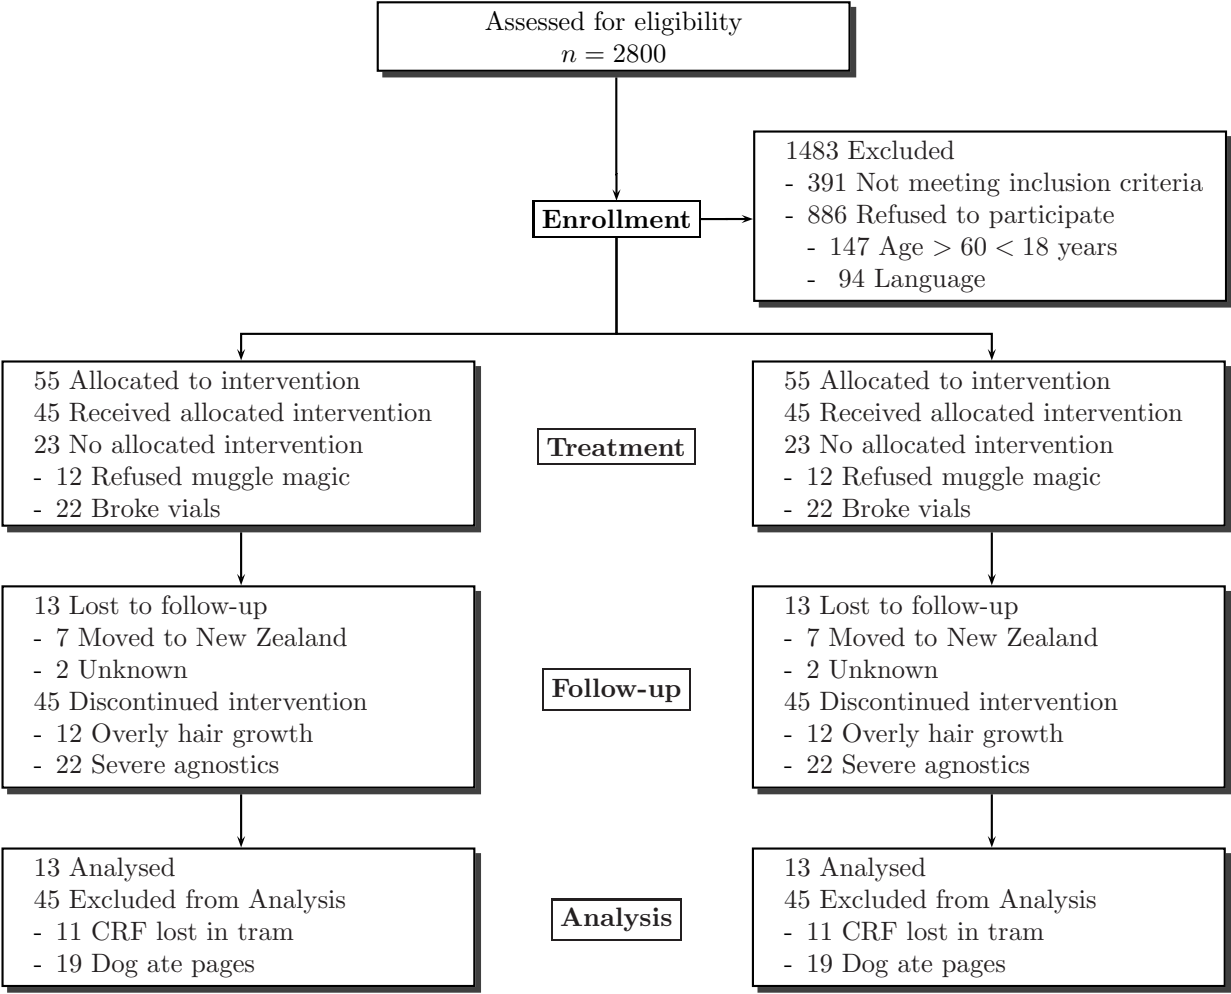 Assessed for eligibility
n = 2800
1483 Excluded
- 391 Not meeting inclusion criteria
- 886 Refused to participate
- 147 Age > 60 < 18 years
- 94 Language
Enrollment
55 Allocated to intervention
45 Received allocated intervention
23 No allocated intervention
- 12 Refused muggle magic
- 22 Broke vials
Treatment
55 Allocated to intervention
45 Received allocated intervention
23 No allocated intervention
- 12 Refused muggle magic
- 22 Broke vials
13 Lost to follow-up
- 7 Moved to New Zealand
- 2 Unknown
45 Discontinued intervention
- 12 Overly hair growth
- 22 Severe agnostics
Follow-up
13 Lost to follow-up
- 7 Moved to New Zealand
- 2 Unknown
45 Discontinued intervention
- 12 Overly hair growth
- 22 Severe agnostics
13 Analysed
45 Excluded from Analysis
- 11 CRF lost in tram
- 19 Dog ate pages
Analysis
13 Analysed
45 Excluded from Analysis
- 11 CRF lost in tram
- 19 Dog ate pages